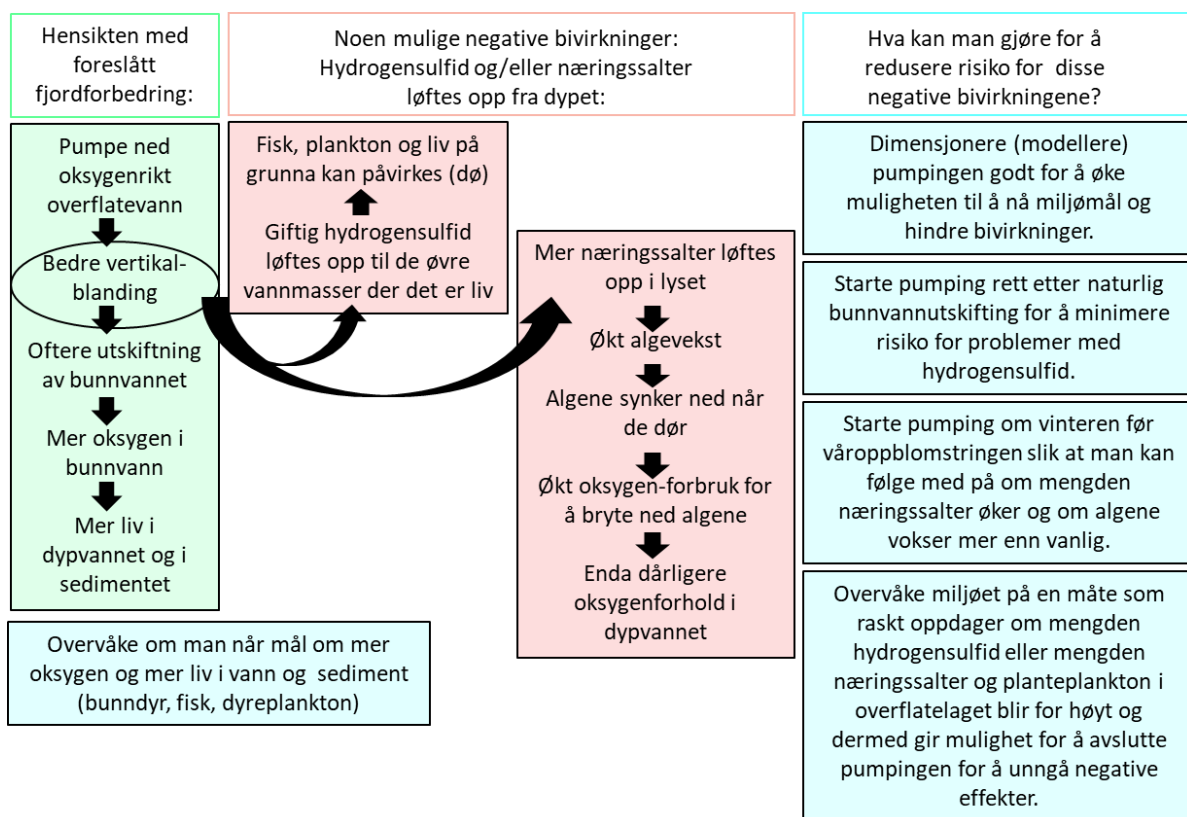 Hensikten med
foreslått
fjordforbedring:
Noen mulige negative bivirkninger:
Hydrogensulfid og/eller næringssalter
løftes opp fra dypet:
Hva kan man gjøre for å
redusere risiko for disse
negative bivirkningene?
Pumpe ned
oksygenrikt
overflatevann
Bedre vertikal-
blanding
Oftere utskiftning
av bunnvannet
Mer oksygen i
bunnvann
Mer liv i
dypvannet og i
sedimentet
Overvåke om man når mål om mer
oksygen og mer liv i vann og sediment
(bunndyr, fisk, dyreplankton)
Fisk, plankton og liv på
grunna kan påvirkes (dø)
Giftig hydrogensulfid
løftes opp til de øvre
vannmasser der det er liv
Mer næringssalter løftes
opp i lyset
Økt algevekst
Algene synker ned når
de dør
Økt oksygen-forbruk for
å bryte ned algene
Enda dårligere
oksygenforhold i
dypvannet
Dimensjonere (modellere)
pumpingen godt for å øke
muligheten til å nå miljømål og
hindre bivirkninger.
Starte pumping rett etter naturlig
bunnvannutskifting for å minimere
risiko for problemer med
hydrogensulfid.
Starte pumping om vinteren før
våroppblomstringen slik at man kan
følge med på om mengden
næringssalter øker og om algene
vokser mer enn vanlig.
Overvåke miljøet på en måte som
raskt oppdager om mengden
hydrogensulfid eller mengden
næringssalter og planteplankton i
overflatelaget blir for høyt og
dermed gir mulighet for å avslutte
pumpingen for å unngå negative
effekter.